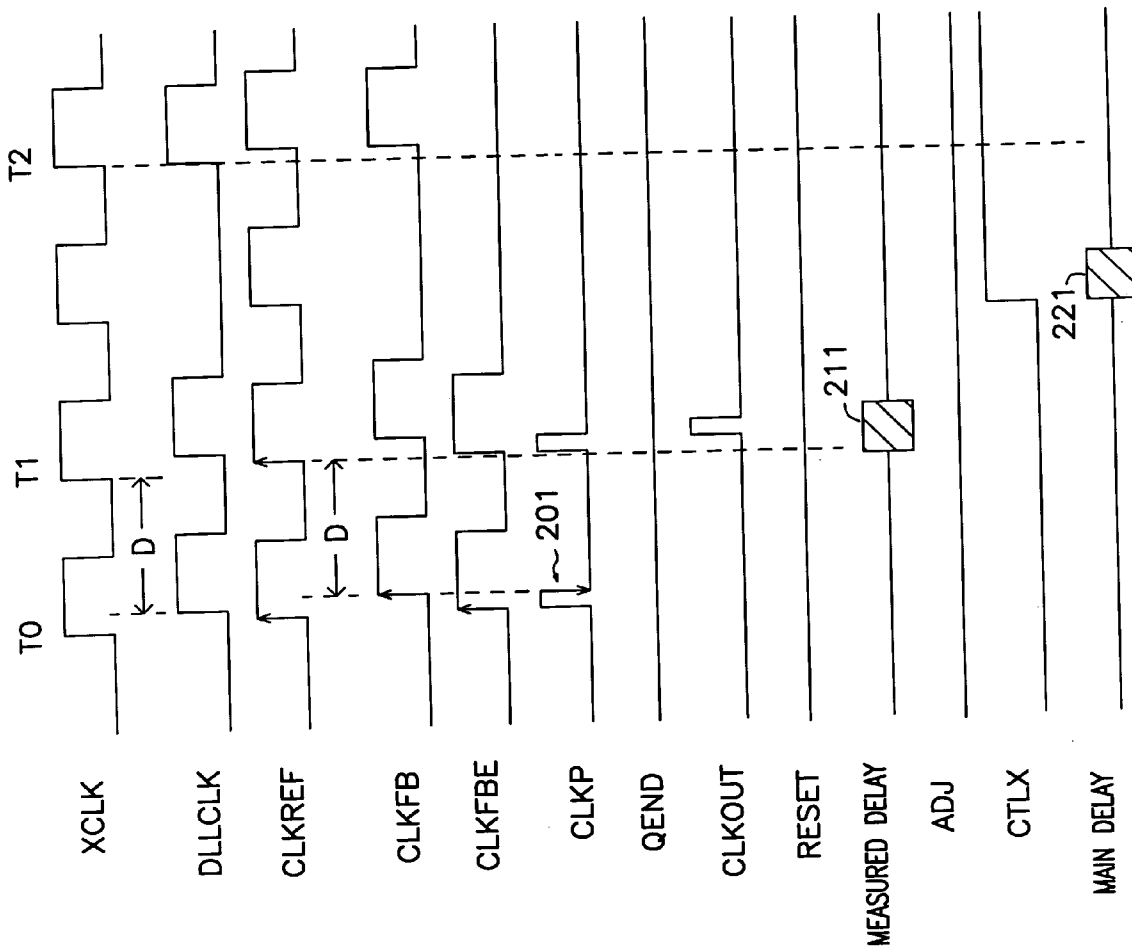 T0
T1
T2
XCLK
D
DLLCLK
CLKREF
D
CLKFB
CLKFBE
201
CLKP
QEND
CLKOUT
RESET
211
MEASURED DELAY
ADJ
CTLX
221
MAIN DELAY